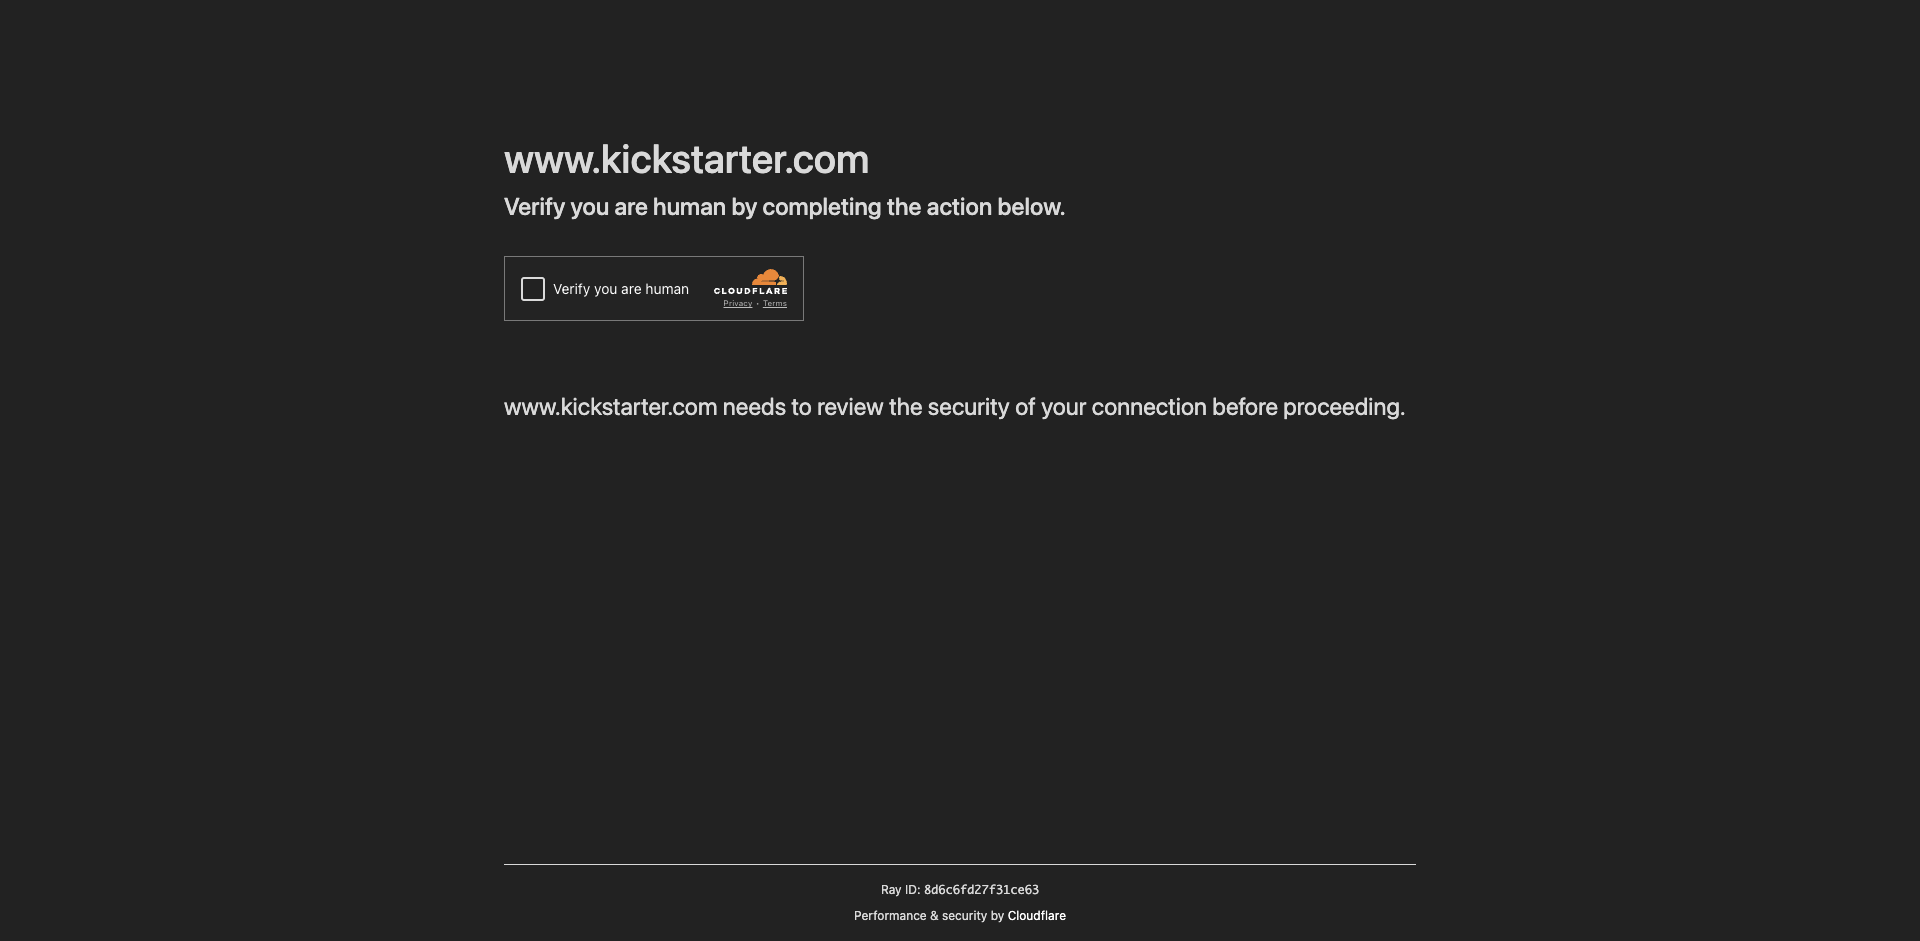 www.kickstarter.com
Verify you are human by completing the action below.
Verify you are human
CLOUDFLARE
Privacy • Terms
www.kickstarter.com needs to review the security of your connection before proceeding.
Ray ID: 8d6c6fd27f31ce63
Performance & security by Cloudflare